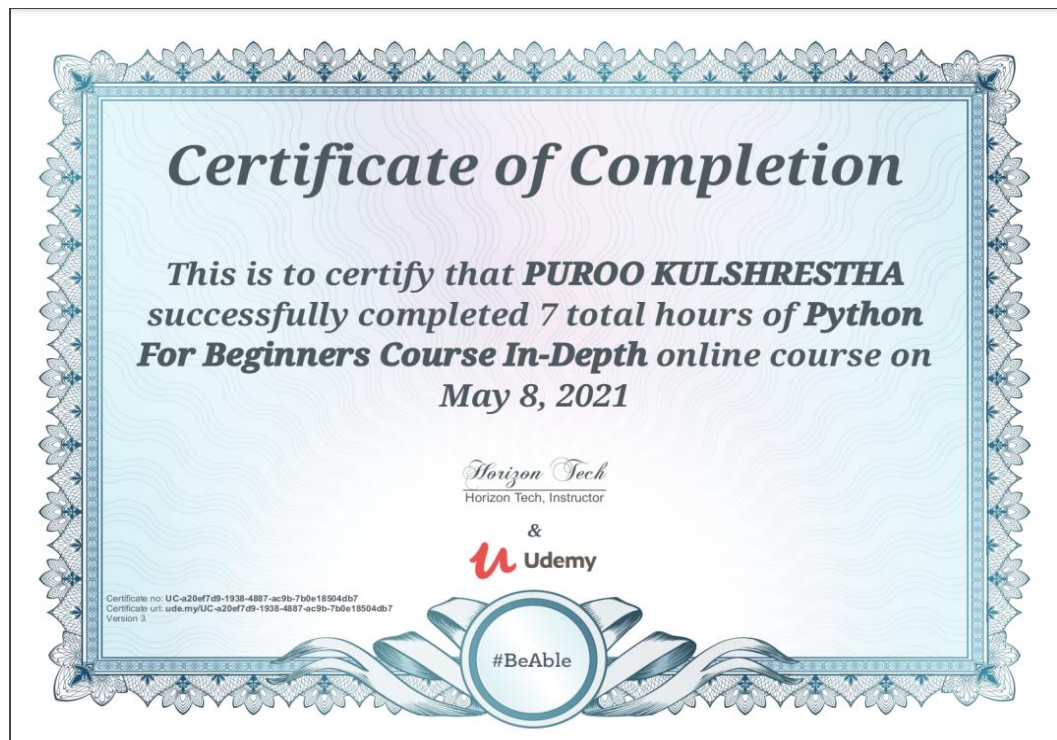 Certificate of Completion
This is to certify that PUROO KULSHRESTHA
successfully completed 7 total hours of Python
For Beginners Course In-Depth online course on
May 8, 2021
Horizon Tech
Horizon Tech, Instructor
&
Udemy
Certificate no: UC-a20ef7d9-1938-4887-ac9b-7b0e18504db7
Certificate url: ude.my/UC-a20ef7d9-1938-4887-ac9b-7b0e18504db7
Version 3
#BeAble